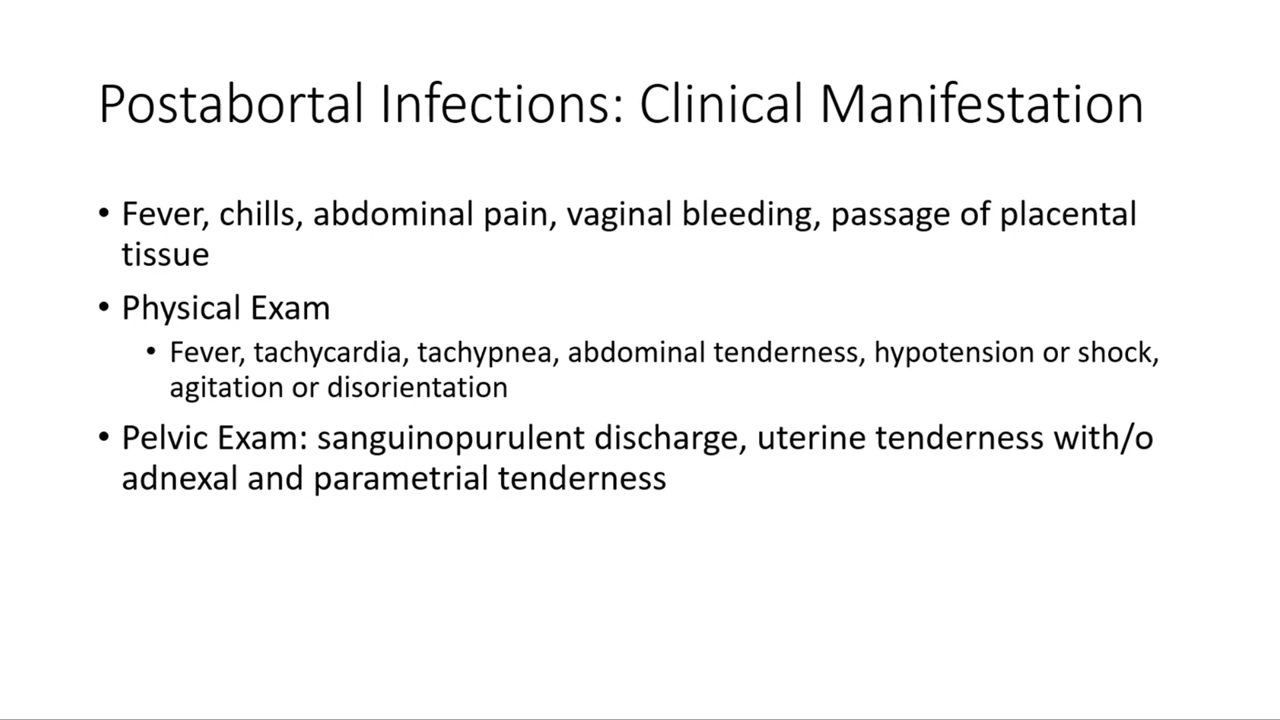 Postabortal Infections: Clinical Manifestation
• Fever, chills, abdominal pain, vaginal bleeding, passage of placental
tissue
• Physical Exam
• Fever, tachycardia, tachypnea, abdominal tenderness, hypotension or shock,
agitation or disorientation
• Pelvic Exam: sanguinopurulent discharge, uterine tenderness with/o
adnexal and parametrial tenderness